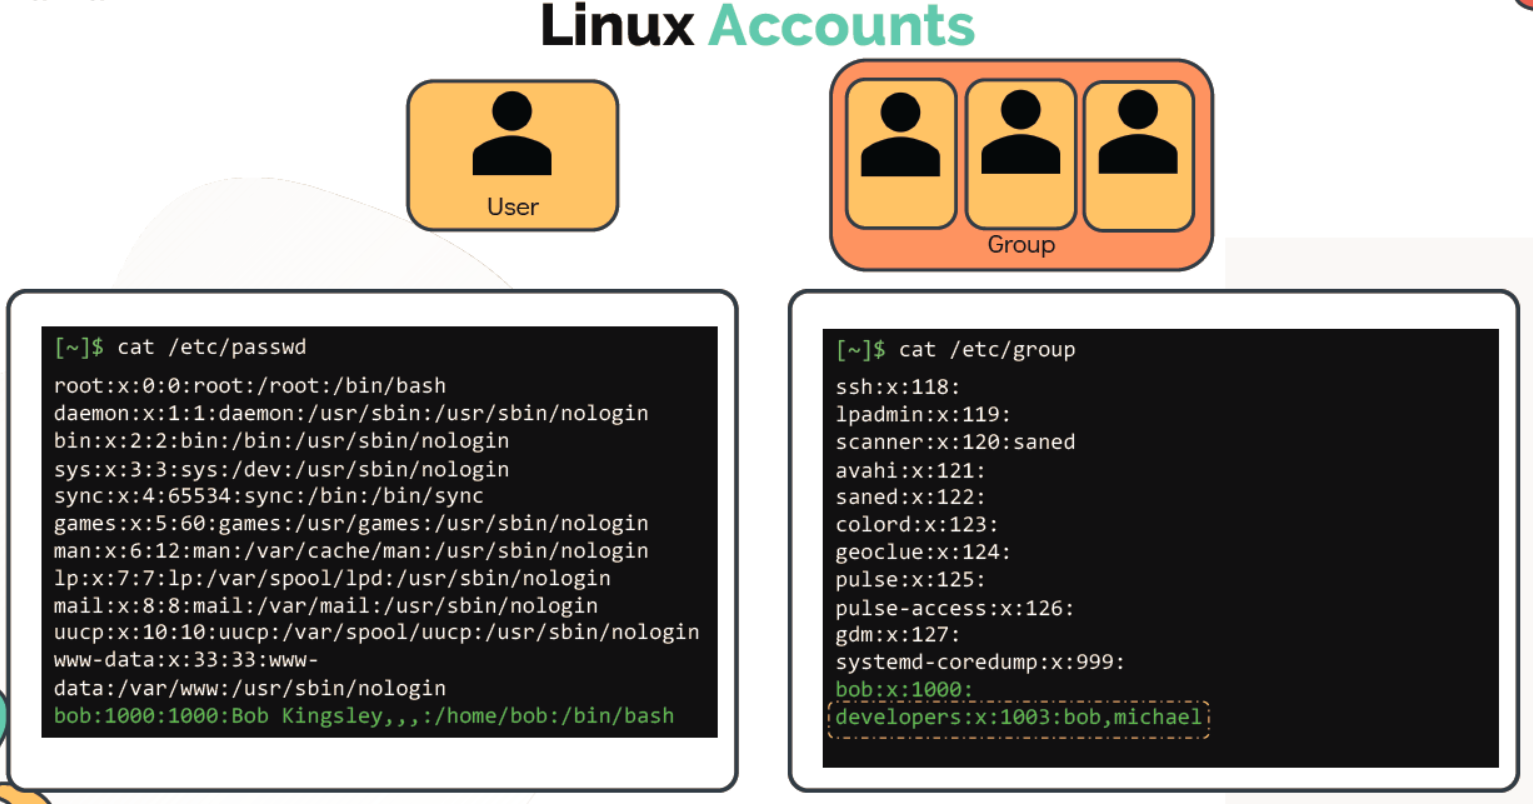 Linux Accounts
User
Group
[~]$ cat /etc/passwd
root:x:0:0:root:/root:/bin/bash
daemon:x:1:1:daemon:/usr/sbin:/usr/sbin/nologin
bin:x:2:2:bin:/bin:/usr/sbin/nologin
sys:x:3:3:sys:/dev:/usr/sbin/nologin
sync:x:4:65534:sync:/bin:/bin/sync
games:x:5:60:games:/usr/games:/usr/sbin/nologin
man:x:6:12:man:/var/cache/man:/usr/sbin/nologin
lp:x:7:7:lp:/var/spool/lpd:/usr/sbin/nologin
mail:x:8:8:mail:/var/mail:/usr/sbin/nologin
uucp:x:10:10:uucp:/var/spool/uucp:/usr/sbin/nologin
www-data:x:33:33:www-
data:/var/www:/usr/sbin/nologin
bob:1000:1000:Bob Kingsley,,,:/home/bob:/bin/bash
[~]$ cat /etc/group
ssh:x:118:
lpadmin:x:119:
scanner:x:120:saned
avahi:x:121:
saned:x:122:
colord:x:123:
geoclue:x:124:
pulse:x:125:
pulse-access:x:126:
gdm:x:127:
systemd-coredump:x:999:
bob:x:1000:
developers:x:1003:bob,michael